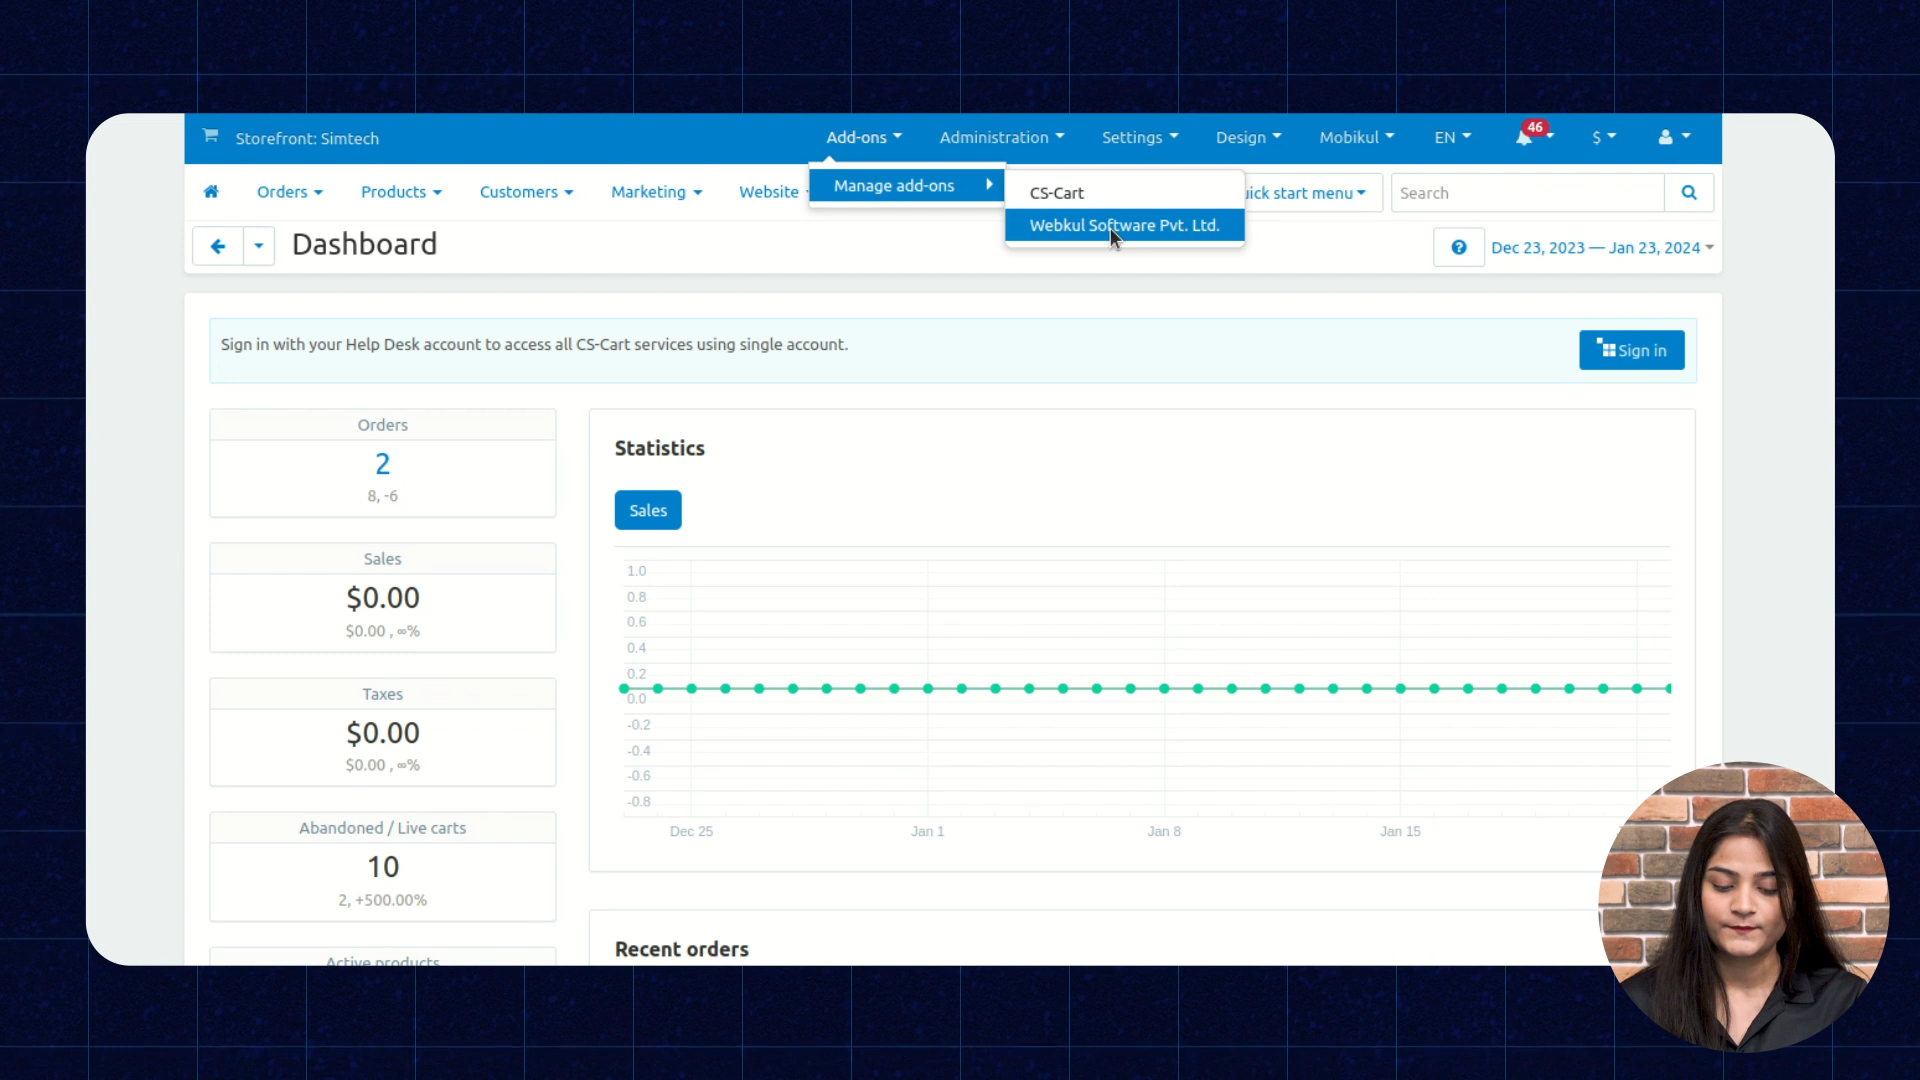 Storefront: Simtech
Add-ons
Administration
Settings
Design
Mobikul
EN
46
$
Orders
Products
Customers
Marketing
Website
Manage add-ons
CS-Cart
Webkul Software Pvt. Ltd.
start menu
Search
Dashboard
?
Dec 23, 2023 — Jan 23, 2024
Sign in with your Help Desk account to access all CS-Cart services using single account.
Sign in
Orders
2
8, -6
Sales
$0.00
$0.00 , ∞%
Taxes
$0.00
$0.00 , ∞%
Abandoned / Live carts
10
2, +500.00%
Active products
Statistics
Sales
1.0
0.8
0.6
0.4
0.2
0.0
-0.2
-0.4
-0.6
-0.8
Dec 25
Jan 1
Jan 8
Jan 15
Recent orders